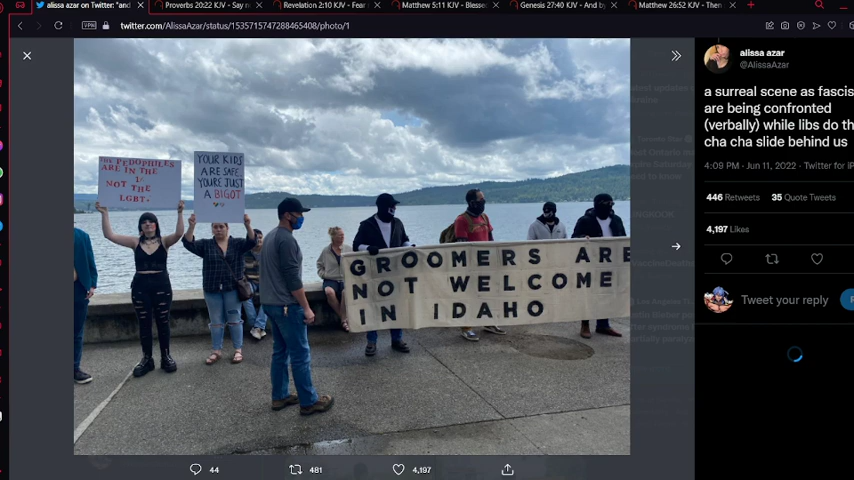 alissa azar on Twitter: "and
Proverbs 20:22 KJV - Say n
Revelation 2:10 KJV - Fear
Matthew 5:11 KJV - Blesse
Genesis 27:40 KJV - And by
Matthew 26:52 KJV - Then
VPN
twitter.com/AlissaAzar/status/1535715747288465408/photo/1
THE PEDOPHILES
ARE IN THE
NOT THE
LGBT.
YOUR KIDS
ARE SAFE,
YOU'RE JUST
A BIGOT
GROOMERS ARE
NOT WELCOME
IN IDAHO
44
481
4,197
alissa azar
@AlissaAzar
a surreal scene as fascis
are being confronted
(verbally) while libs do th
cha cha slide behind us
4:09 PM · Jun 11, 2022 · Twitter for iP
446 Retweets
35 Quote Tweets
4,197 Likes
Tweet your reply